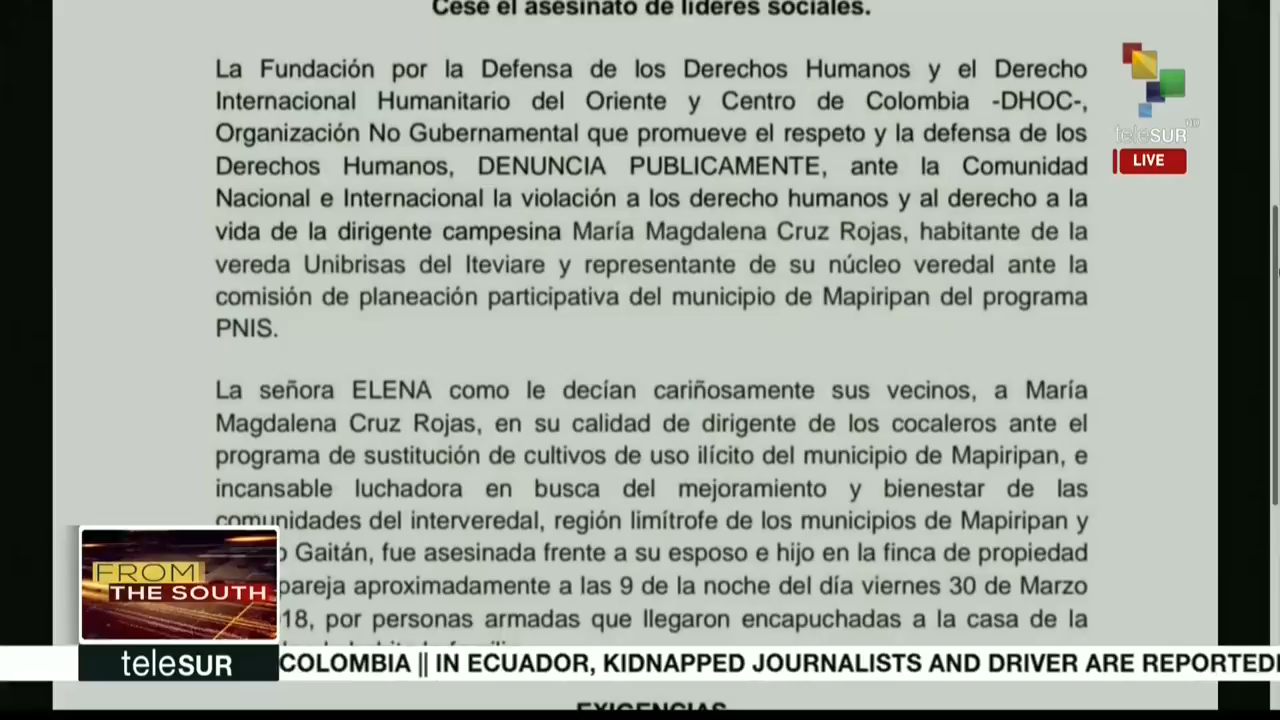 Cese el asesinato de líderes sociales.
La Fundación por la Defensa de los Derechos Humanos y el Derecho
Internacional Humanitario del Oriente y Centro de Colombia -DHOC-,
Organización No Gubernamental que promueve el respeto y la defensa de los
Derechos Humanos, DENUNCIA PUBLICAMENTE, ante la Comunidad
Nacional e Internacional la violación a los derecho humanos y al derecho a la
vida de la dirigente campesina María Magdalena Cruz Rojas, habitante de la
vereda Unibrisas del Iteviare y representante de su núcleo veredal ante la
comisión de planeación participativa del municipio de Mapiripan del programa
PNIS.
La señora ELENA como le decían cariñosamente sus vecinos, a María
Magdalena Cruz Rojas, en su calidad de dirigente de los cocaleros ante el
programa de sustitución de cultivos de uso ilícito del municipio de Mapiripan, e
incansable luchadora en busca del mejoramiento y bienestar de las
comunidades del interveredal, región limítrofe de los municipios de Mapiripan y
Gaitán, fue asesinada frente a su esposo e hijo en la finca de propiedad
pareja aproximadamente a las 9 de la noche del día viernes 30 de Marzo
18, por personas armadas que llegaron encapuchadas a la casa de la
EXIGENCIAS
teleSUR HD
LIVE
FROM
THE SOUTH
teleSUR
COLOMBIA || IN ECUADOR, KIDNAPPED JOURNALISTS AND DRIVER ARE REPORTED